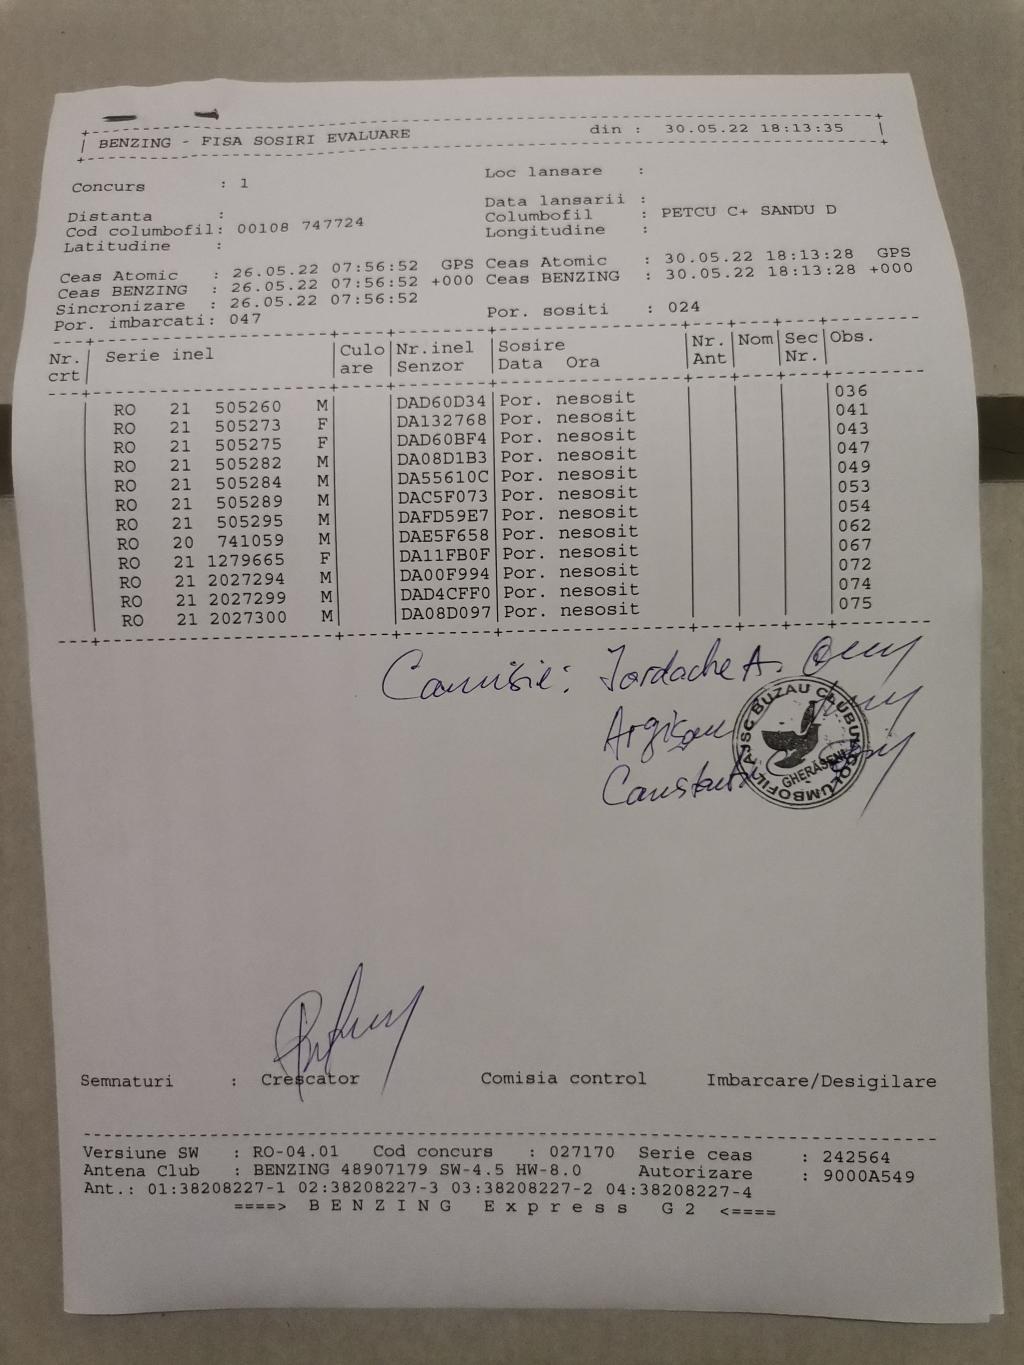 BENZING - FISA SOSIRI EVALUARE din : 30.05.22 18:13:35
Concurs : 1 Loc lansare :
Distanta : Data lansarii :
Cod columbofil: 00108 747724 Columbofil : PETCU C+ SANDU D
Latitudine : Longitudine :
Ceas Atomic : 26.05.22 07:56:52 GPS Ceas Atomic : 30.05.22 18:13:28 GPS
Ceas BENZING : 26.05.22 07:56:52 +000 Ceas BENZING : 30.05.22 18:13:28 +000
Sincronizare : 26.05.22 07:56:52
Por. imbarcati: 047 Por. sositi : 024
Nr. Serie inel Culo Nr.inel Sosire Nr. Nom Sec Obs.
crt are Senzor Data Ora Ant Nr.
RO 21 505260 M DAD60D34 Por. nesosit 036
RO 21 505273 F DA132768 Por. nesosit 041
RO 21 505275 F DAD60BF4 Por. nesosit 043
RO 21 505282 M DA08D1B3 Por. nesosit 047
RO 21 505284 M DA55610C Por. nesosit 049
RO 21 505289 M DAC5F073 Por. nesosit 053
RO 21 505295 M DAFD59E7 Por. nesosit 054
RO 20 741059 M DAE5F658 Por. nesosit 062
RO 21 1279665 F DA11FB0F Por. nesosit 067
RO 21 2027294 M DA00F994 Por. nesosit 072
RO 21 2027299 M DAD4CFF0 Por. nesosit 074
RO 21 2027300 M DA08D097 Por. nesosit 075
Comisie: Iordache A.
AJSC BUZAU CLUBUL COLUMBOFIL
GHERĂSENI
Semnaturi : Crescator Comisia control Imbarcare/Desigilare
Versiune SW : RO-04.01 Cod concurs : 027170 Serie ceas : 242564
Antena Club : BENZING 48907179 SW-4.5 HW-8.0 Autorizare : 9000A549
Ant.: 01:38208227-1 02:38208227-3 03:38208227-2 04:38208227-4
====> B E N Z I N G E x p r e s s G 2 <====